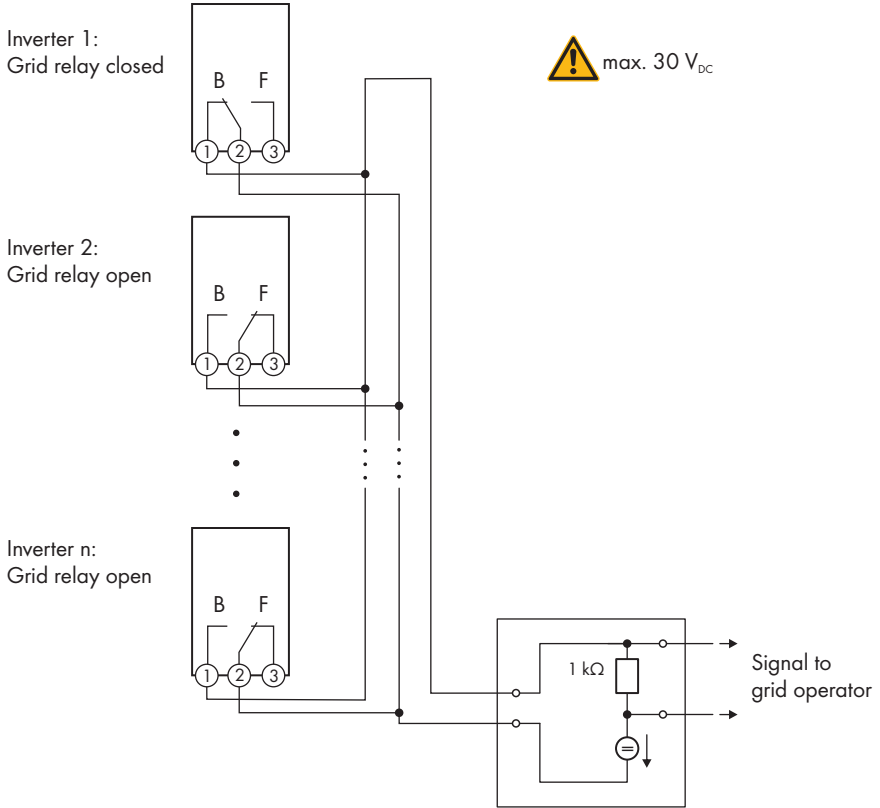 Inverter 1:
Grid relay closed
B F
1 2 3
max. 30 VDC
Inverter 2:
Grid relay open
B F
1 2 3
Inverter n:
Grid relay open
B F
1 2 3
1 kΩ
Signal to
grid operator